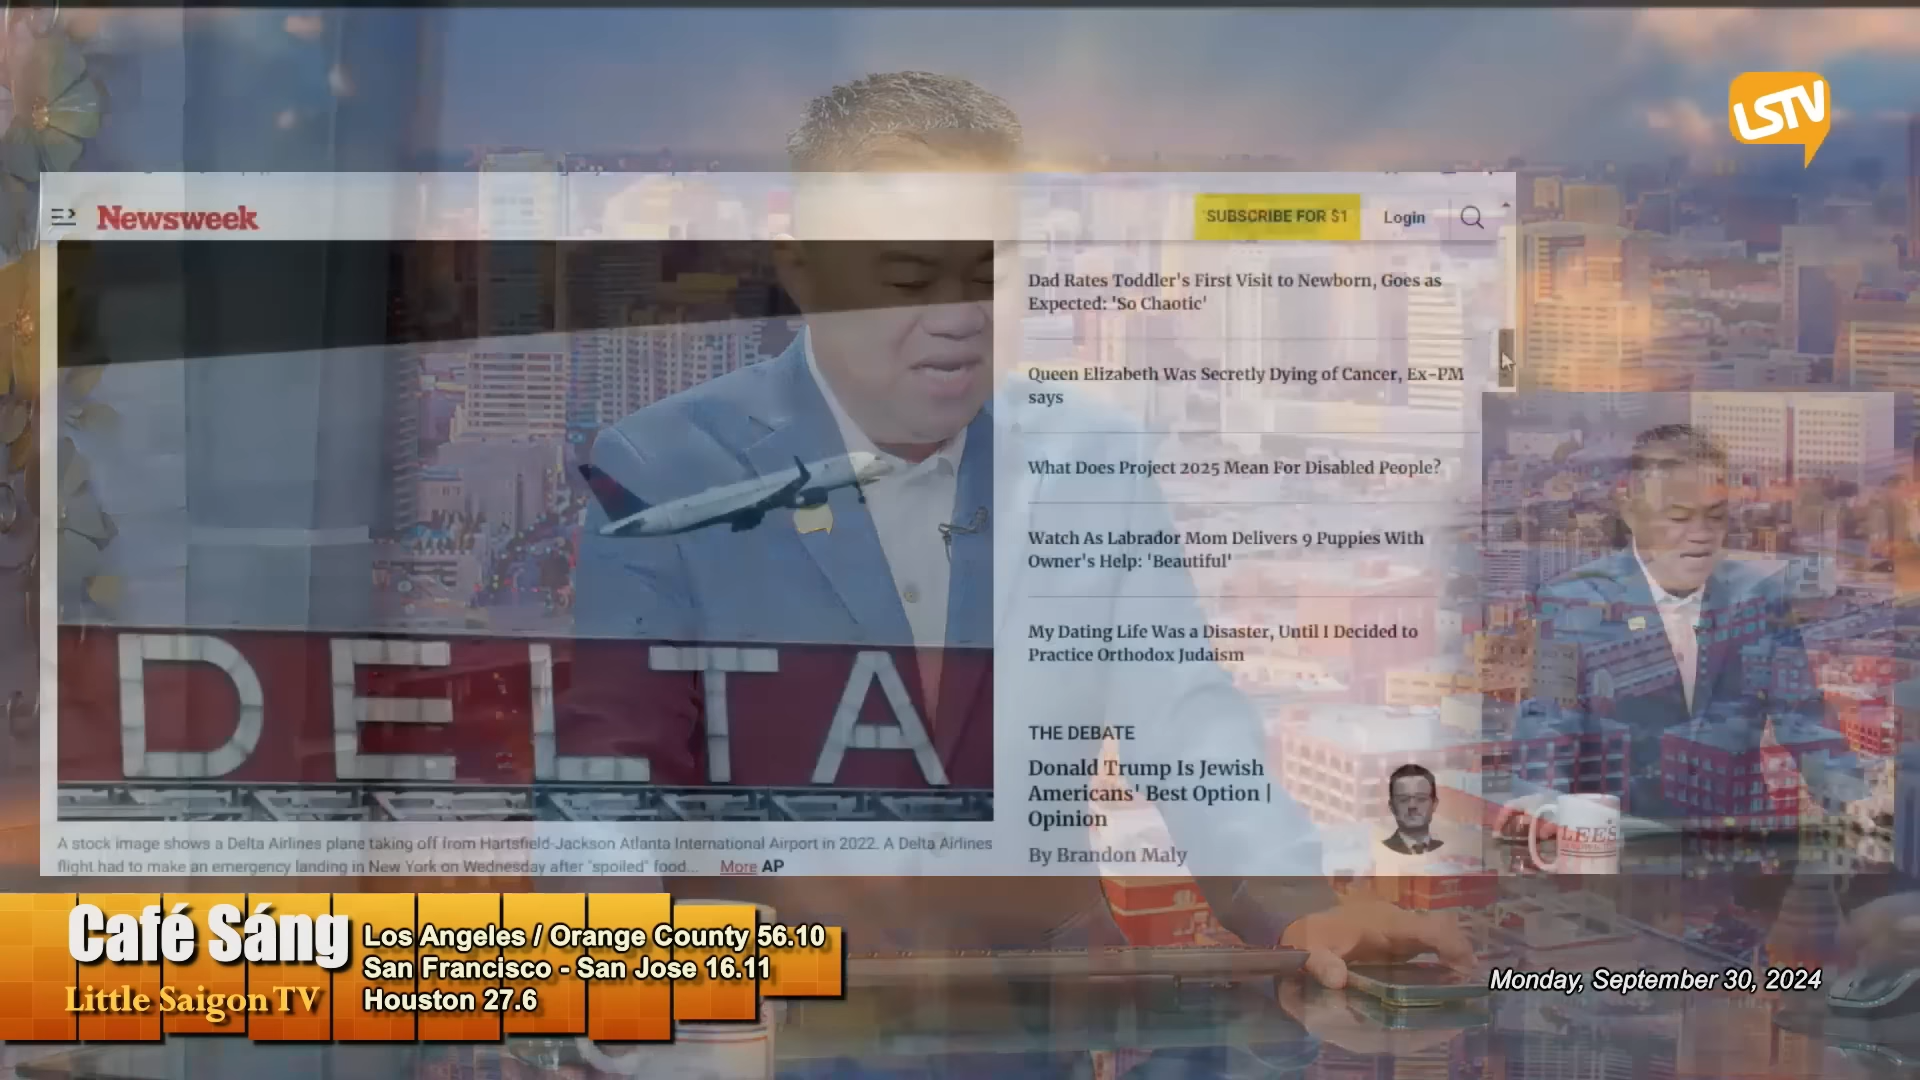 LSTV
Newsweek
SUBSCRIBE FOR $1
Login
Dad Rates Toddler's First Visit to Newborn, Goes as
Expected: 'So Chaotic'
Queen Elizabeth Was Secretly Dying of Cancer, Ex-PM
says
What Does Project 2025 Mean For Disabled People?
Watch As Labrador Mom Delivers 9 Puppies With
Owner's Help: 'Beautiful'
My Dating Life Was a Disaster, Until I Decided to
Practice Orthodox Judaism
THE DEBATE
Donald Trump Is Jewish
Americans' Best Option |
Opinion
By Brandon Maly
DELTA
A stock image shows a Delta Airlines plane taking off from Hartsfield-Jackson Atlanta International Airport in 2022. A Delta Airlines
flight had to make an emergency landing in New York on Wednesday after "spoiled" food... More AP
LEE'S
Café Sáng
Little Saigon TV
Los Angeles / Orange County 56.10
San Francisco - San Jose 16.11
Houston 27.6
Monday, September 30, 2024